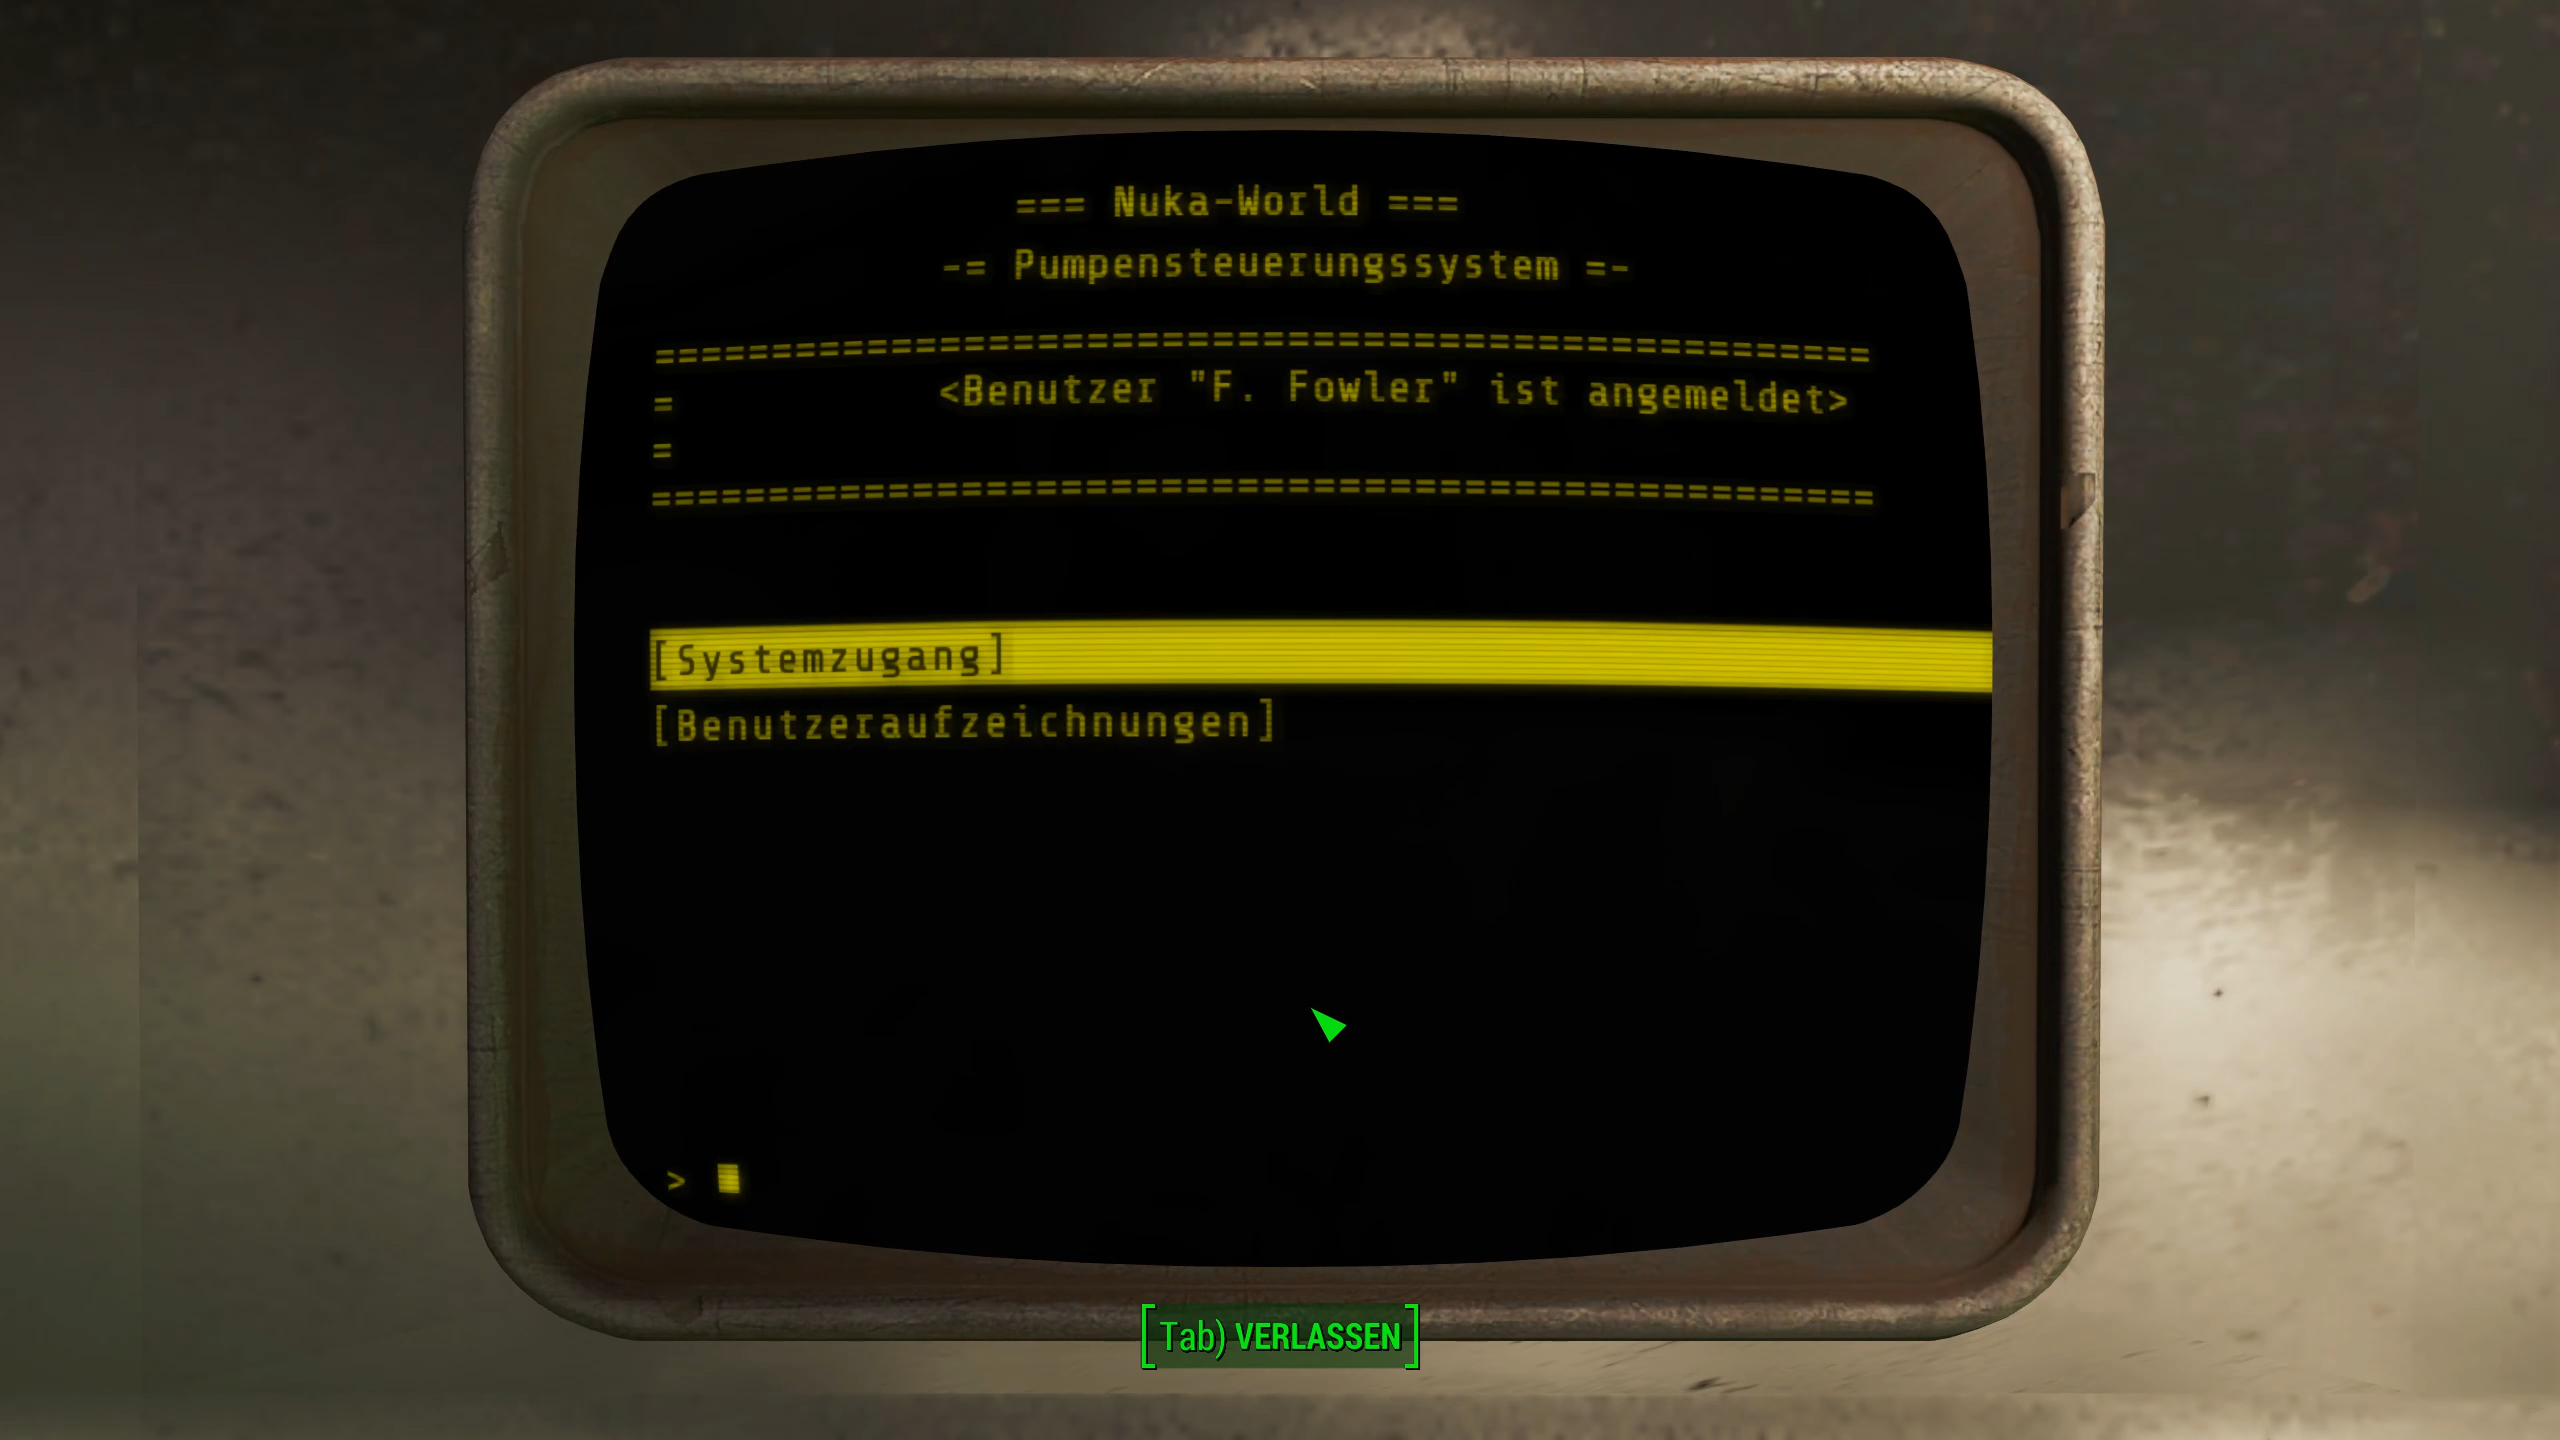 === Nuka-World ===
-= Pumpensteuerungssystem =-
==================================================
= <Benutzer "F. Fowler" ist angemeldet>
=
==================================================
[Systemzugang]
[Benutzeraufzeichnungen]
>
[Tab) VERLASSEN]